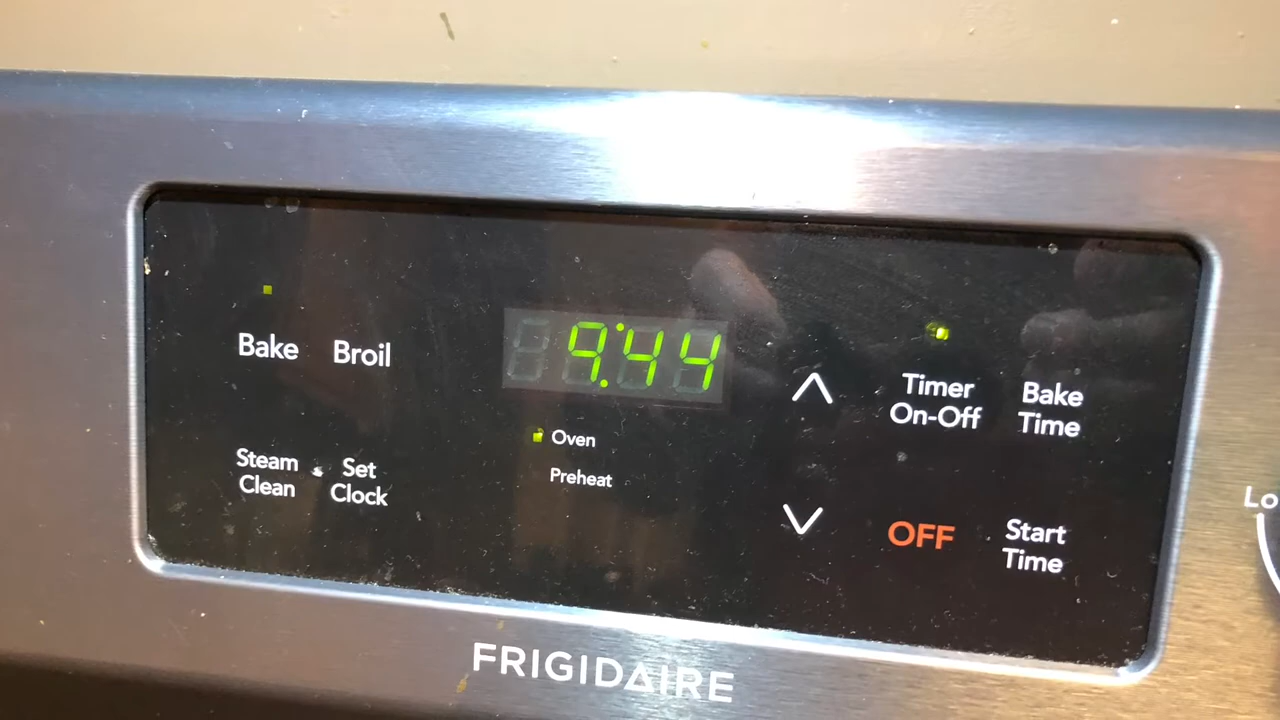 Bake Broil
9:44
Timer
On-Off
Bake
Time
Oven
Preheat
Steam
Clean
Set
Clock
OFF
Start
Time
Lo
FRIGIDAIRE